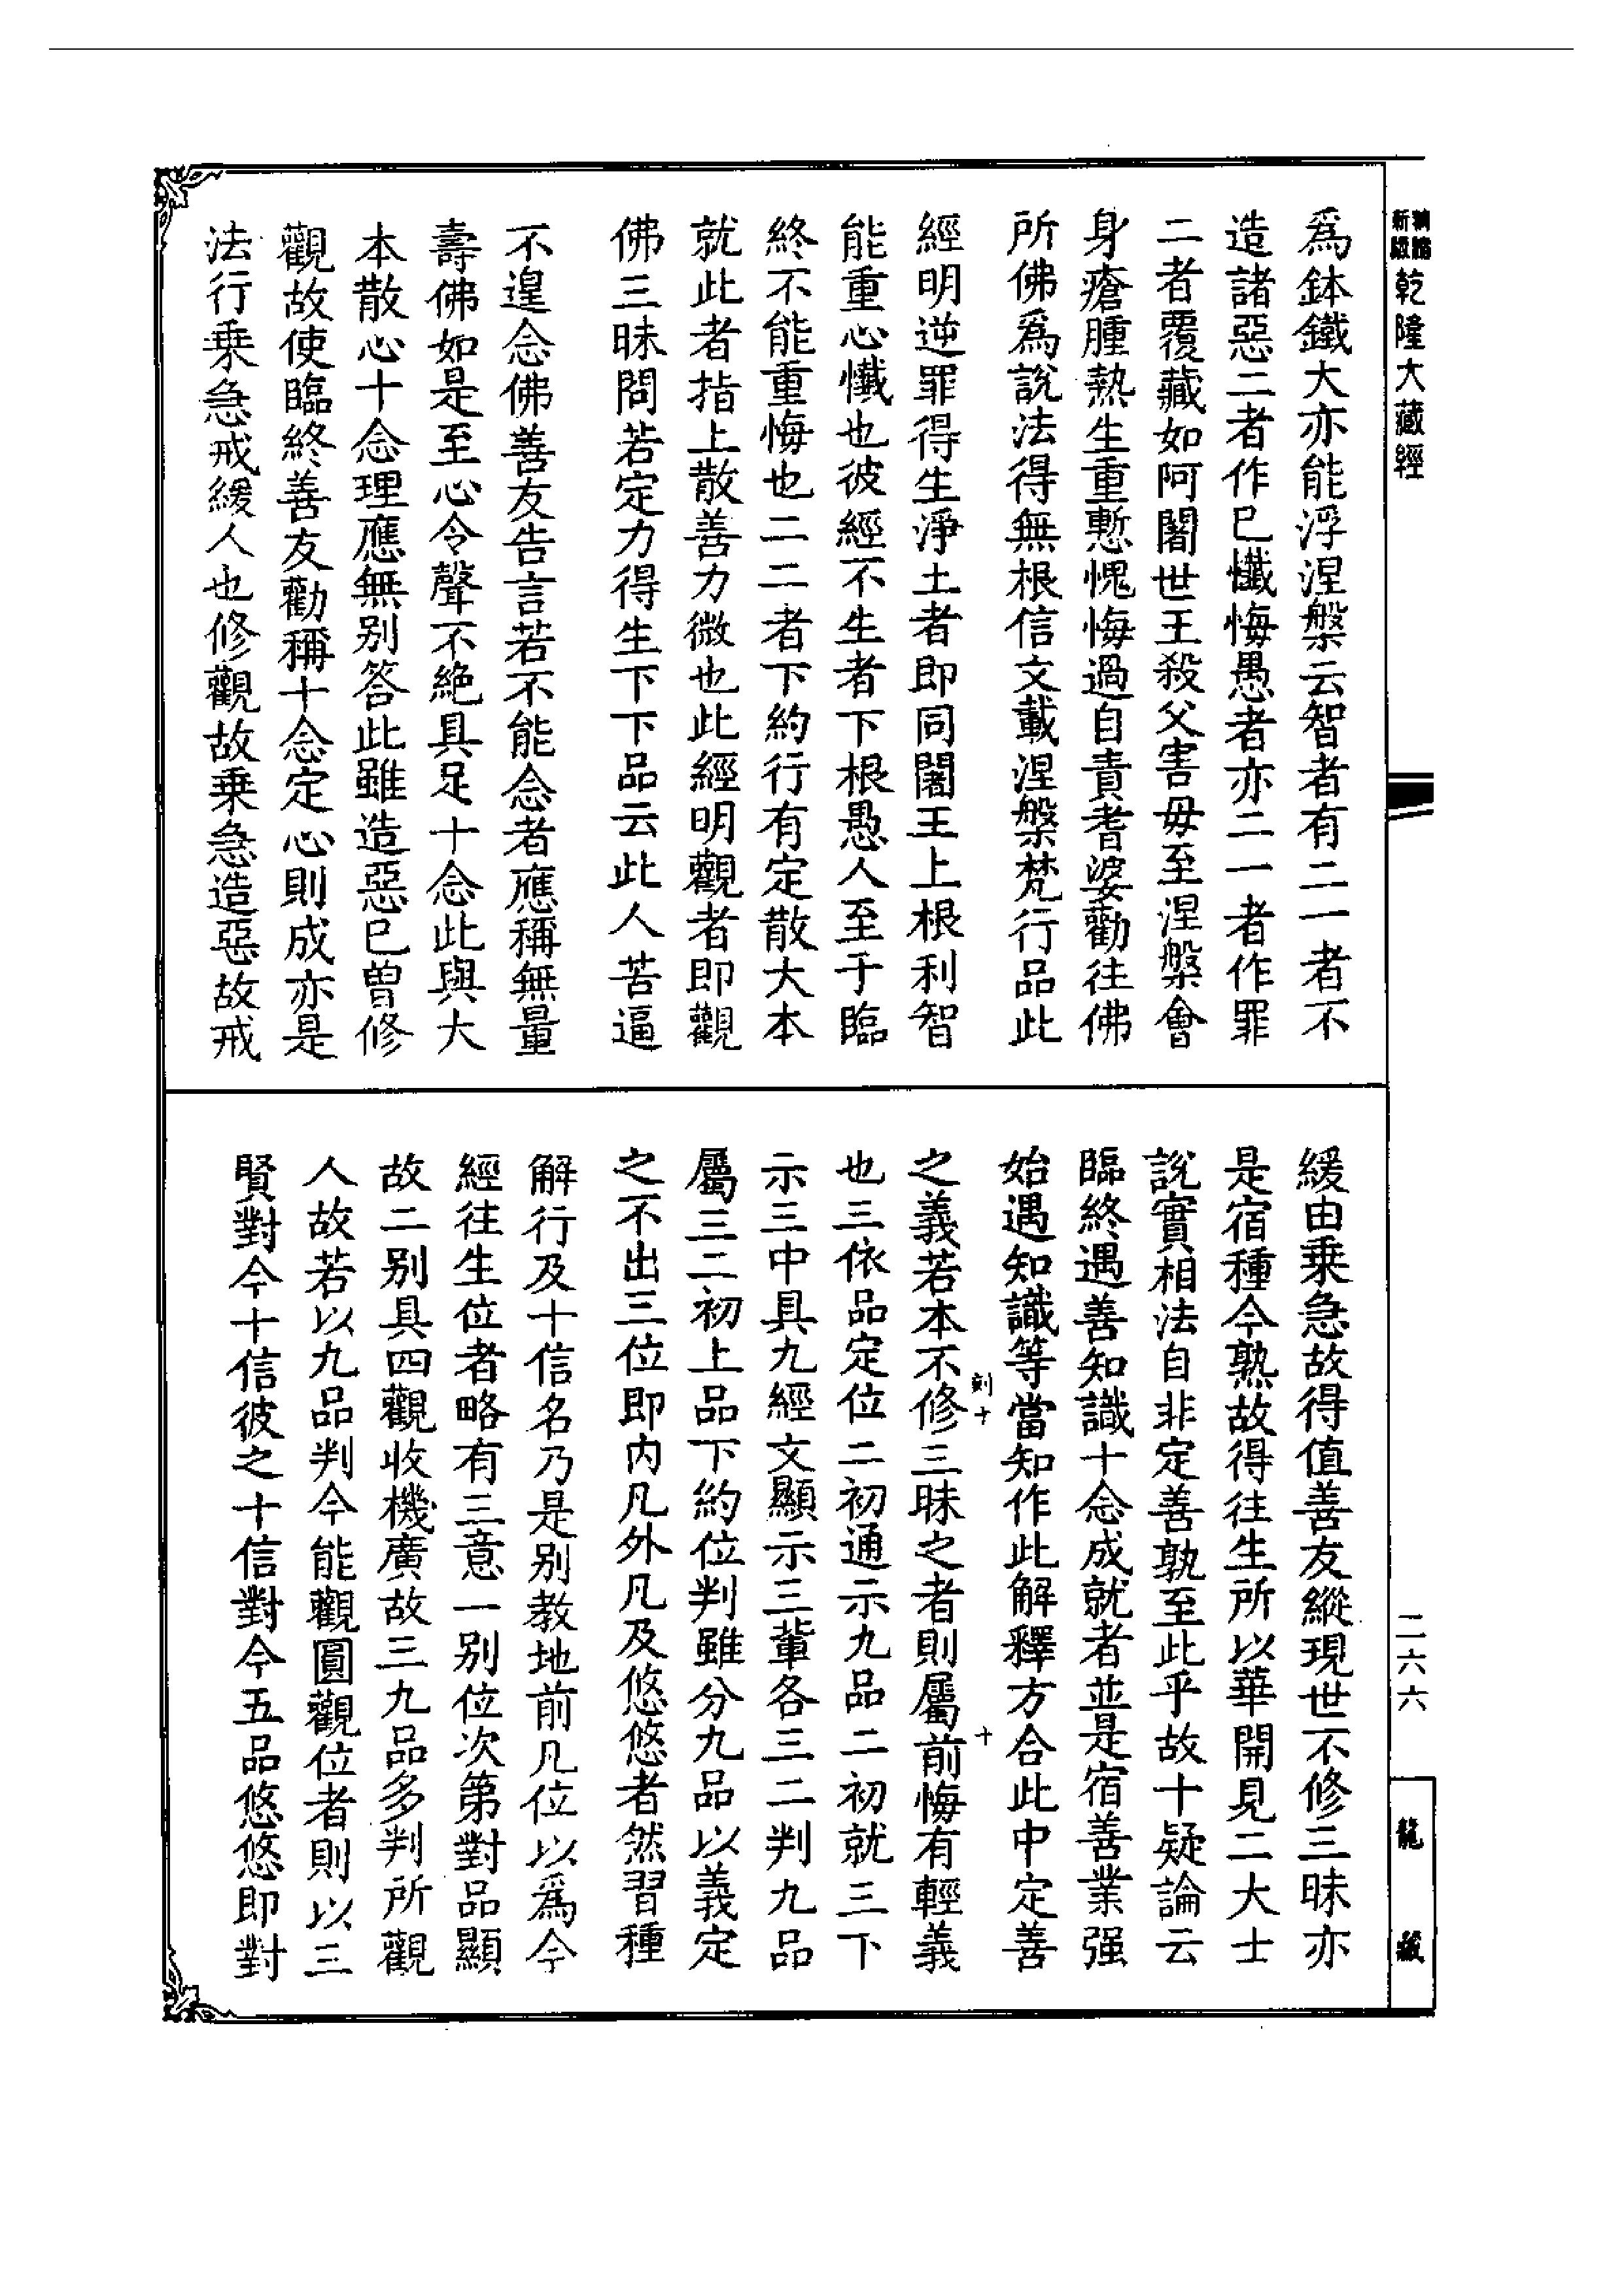 乾隆大藏經
爲鉢鐵大亦能浮涅槃云智者有二一者不
造諸惡二者作已懺悔愚者亦二一者作罪
二者覆藏如阿闍世王殺父害毋至涅槃會
身瘡腫熱生重慙愧悔過自責耆婆勸往佛
所佛爲說法得無根信文載涅槃梵行品此
經明逆罪得生淨土者即同闍王上根利智
能重心懺也彼經不生者下根愚人至于臨
終不能重悔也二二者下約行有定散大本
就此者指上散善力微也此經明觀者即觀
佛三昧問若定力得生下下品云此人苦逼
不遑念佛善友告言若不能念者應稱無量
壽佛如是至心令聲不絶具足十念此與大
本散心十念理應無别答此雖造惡已曾修
觀故使臨終善友勸稱十念定心則成亦是
法行乗急戒緩人也修觀故乗急造惡故戒
緩由乗急故得值善友縱現世不修三昧亦
是宿種今熟故得往生所以華開見二大士
說實相法自非定善孰至此乎故十疑論云
臨終遇善知識十念成就者並是宿善業强
始遇知識等當知作此解釋方合此中定善
之義若本不修三昧之者則屬前悔有輕義
刻十
十
也三依品定位二初通示九品二初就三下
示三中具九經文顯示三輩各三二判九品
屬三二初上品下約位判雖分九品以義定
之不出三位即内凡外凡及悠悠者然習種
解行及十信名乃是别教地前凡位以爲今
經往生位者略有三意一别位次第對品顯
故二别具四觀收機廣故三九品多判所觀
人故若以九品判今能觀圓觀位者則以三
賢對今十信彼之十信對今五品悠悠即對
二六六
龍藏